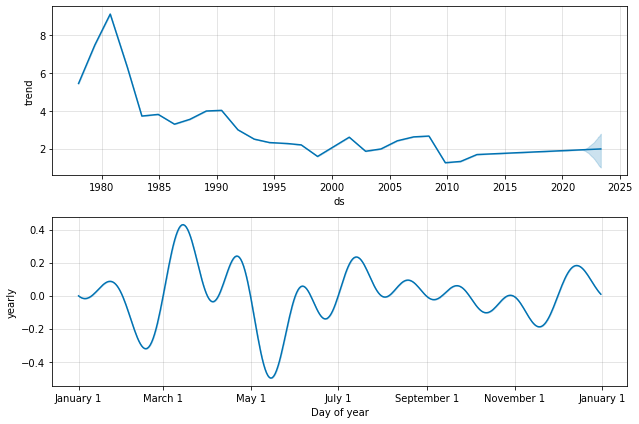 8
6
4
2
trend
1980 1985 1990 1995 2000 2005 2010 2015 2020 2025
ds
0.4
0.2
0.0
−0.2
−0.4
yearly
January 1 March 1 May 1 July 1 September 1 November 1 January 1
Day of year